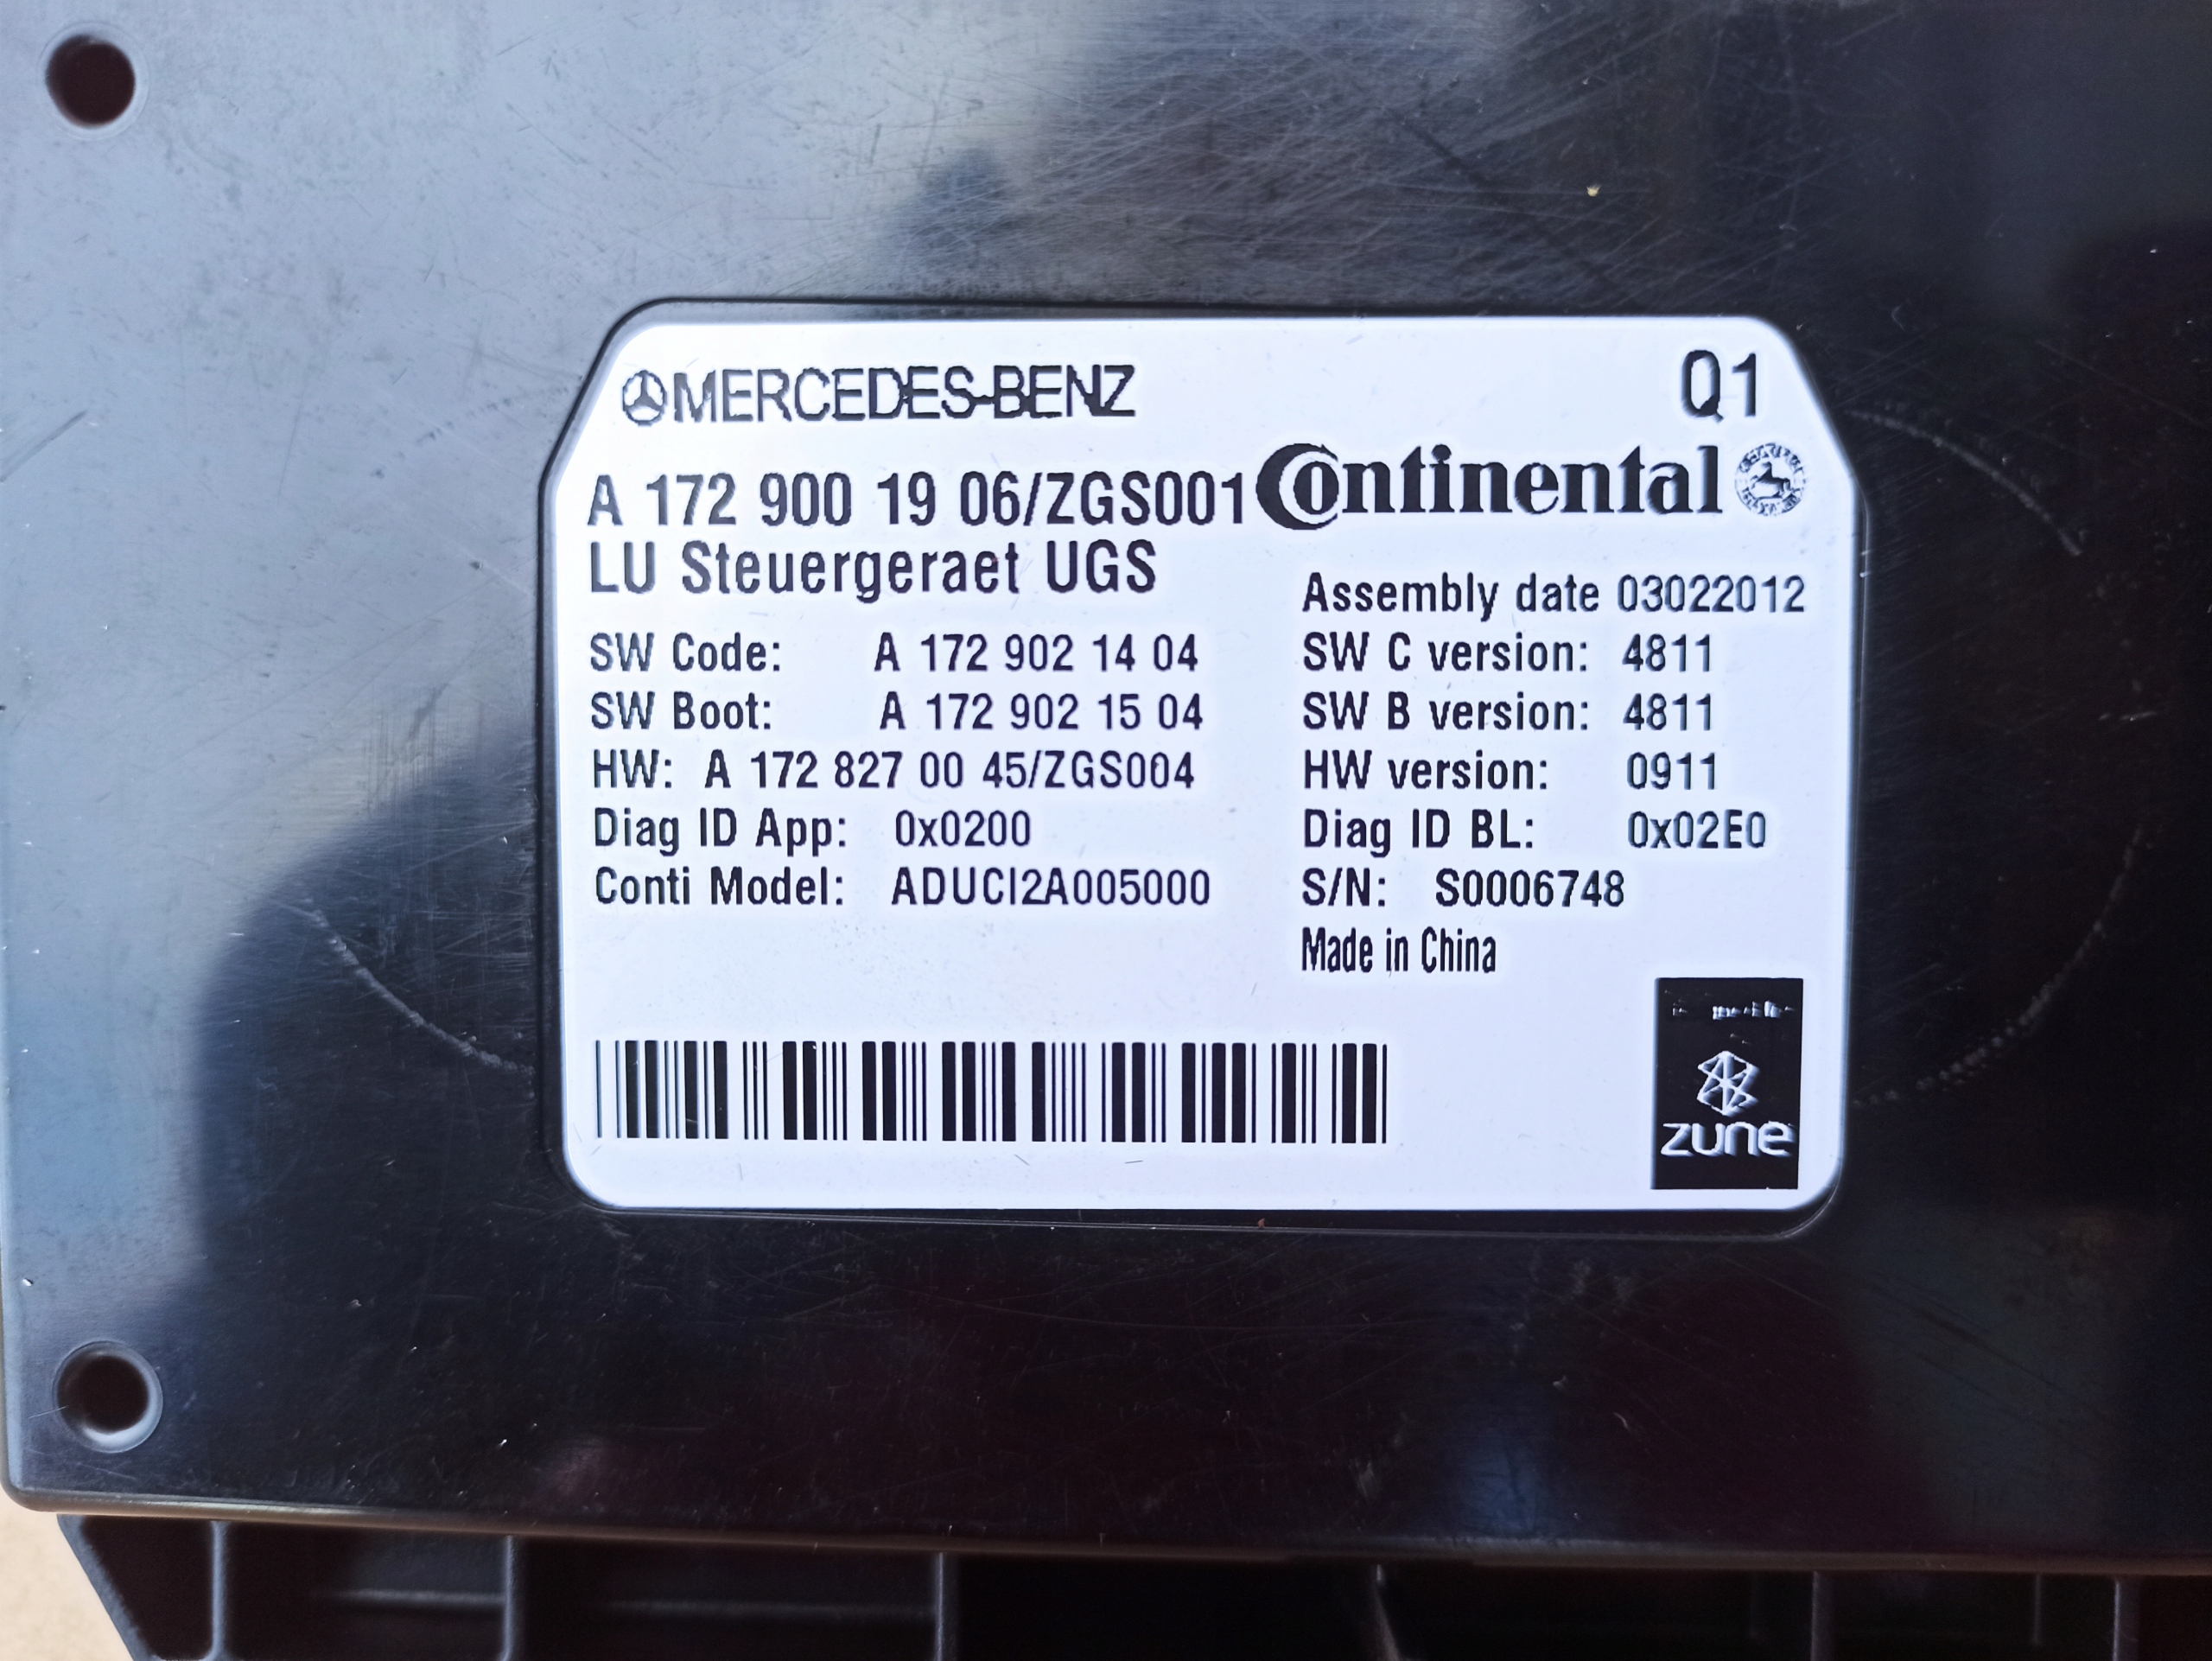 MERCEDES-BENZ
Q1
A 172 900 19 06/ZGS001
Continental
LU Steuergeraet UGS
Assembly date 03022012
SW Code: A 172 902 14 04
SW C version: 4811
SW Boot: A 172 902 15 04
SW B version: 4811
HW: A 172 827 00 45/ZGS004
HW version: 0911
Diag ID App: 0x0200
Diag ID BL: 0x02E0
Conti Model: ADUCI2A005000
S/N: S0006748
Made in China
zune